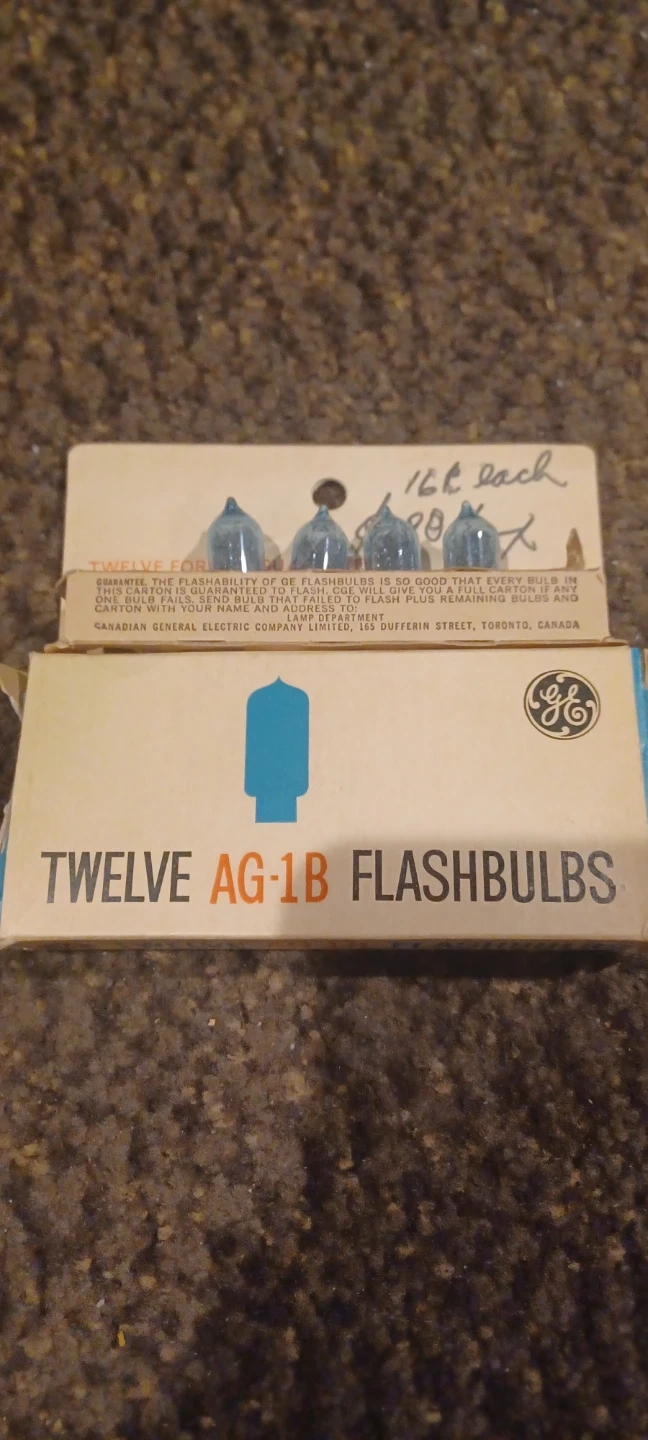 16¢ each
TWELVE FOR
GUARANTEE. THE FLASHABILITY OF GE FLASHBULBS IS SO GOOD THAT EVERY BULB IN
THIS CARTON IS GUARANTEED TO FLASH. CGE WILL GIVE YOU A FULL CARTON IF ANY
ONE BULB FAILS. SEND BULB THAT FAILED TO FLASH PLUS REMAINING BULBS AND
CARTON WITH YOUR NAME AND ADDRESS TO:
LAMP DEPARTMENT
CANADIAN GENERAL ELECTRIC COMPANY LIMITED, 165 DUFFERIN STREET, TORONTO, CANADA
GE
TWELVE AG-1B FLASHBULBS